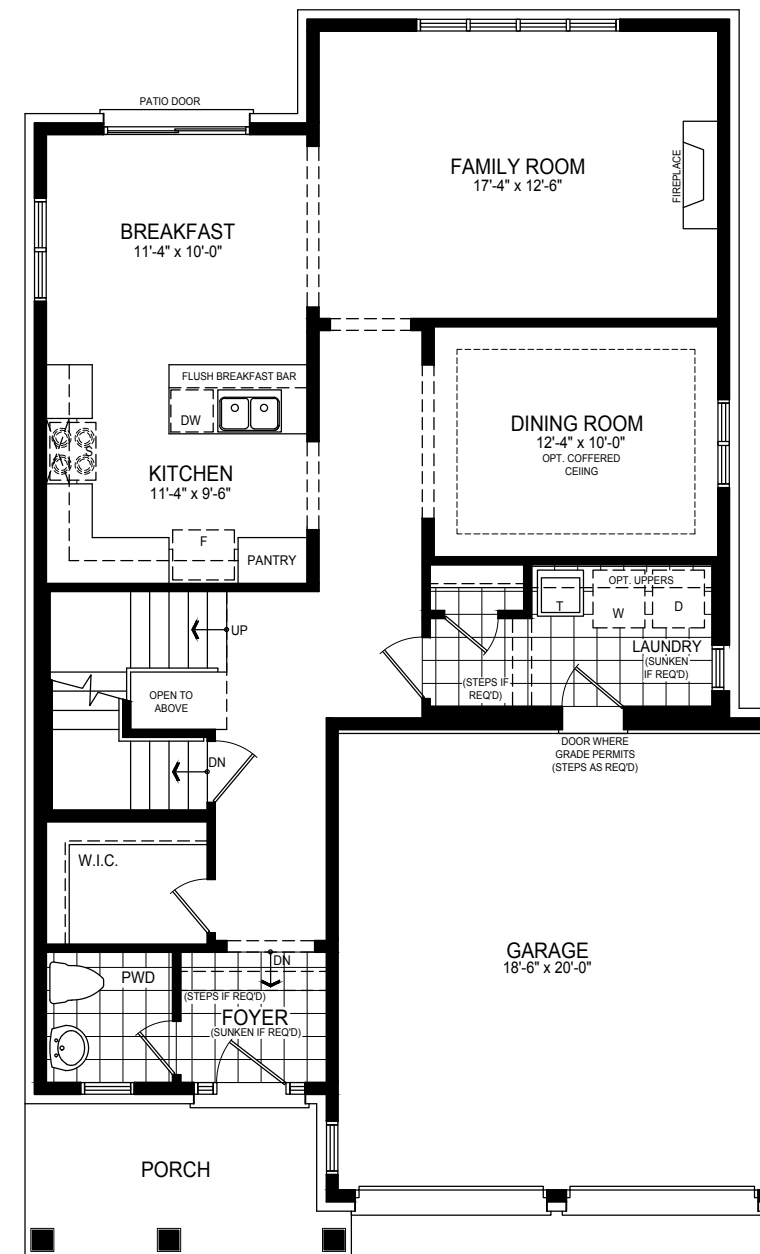 PATIO DOOR
FAMILY ROOM
17'-4" x 12'-6"
FIREPLACE
BREAKFAST
11'-4" x 10'-0"
FLUSH BREAKFAST BAR
DW
S
KITCHEN
11'-4" x 9'-6"
F
PANTRY
DINING ROOM
12'-4" x 10'-0"
OPT. COFFERED
CEIING
OPT. UPPERS
T
W
D
LAUNDRY
(SUNKEN
IF REQ'D)
(STEPS IF
REQ'D)
UP
OPEN TO
ABOVE
DN
DOOR WHERE
GRADE PERMITS
(STEPS AS REQ'D)
W.I.C.
GARAGE
18'-6" x 20'-0"
DN
PWD
(STEPS IF REQ'D)
FOYER
(SUNKEN IF REQ'D)
PORCH